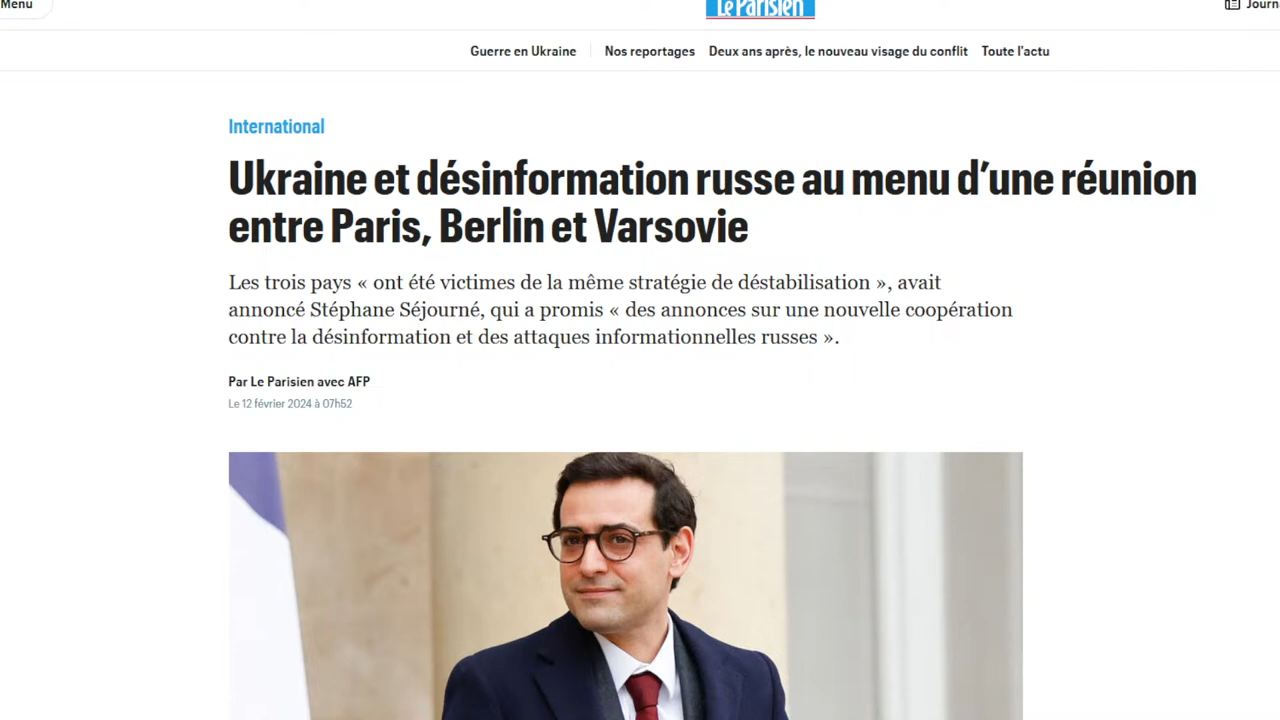 Menu
Le Parisien
Journ
Guerre en Ukraine
Nos reportages
Deux ans après, le nouveau visage du conflit
Toute l'actu
International
Ukraine et désinformation russe au menu d’une réunion
entre Paris, Berlin et Varsovie
Les trois pays « ont été victimes de la même stratégie de déstabilisation », avait
annoncé Stéphane Séjourné, qui a promis « des annonces sur une nouvelle coopération
contre la désinformation et des attaques informationnelles russes ».
Par Le Parisien avec AFP
Le 12 février 2024 à 07h52